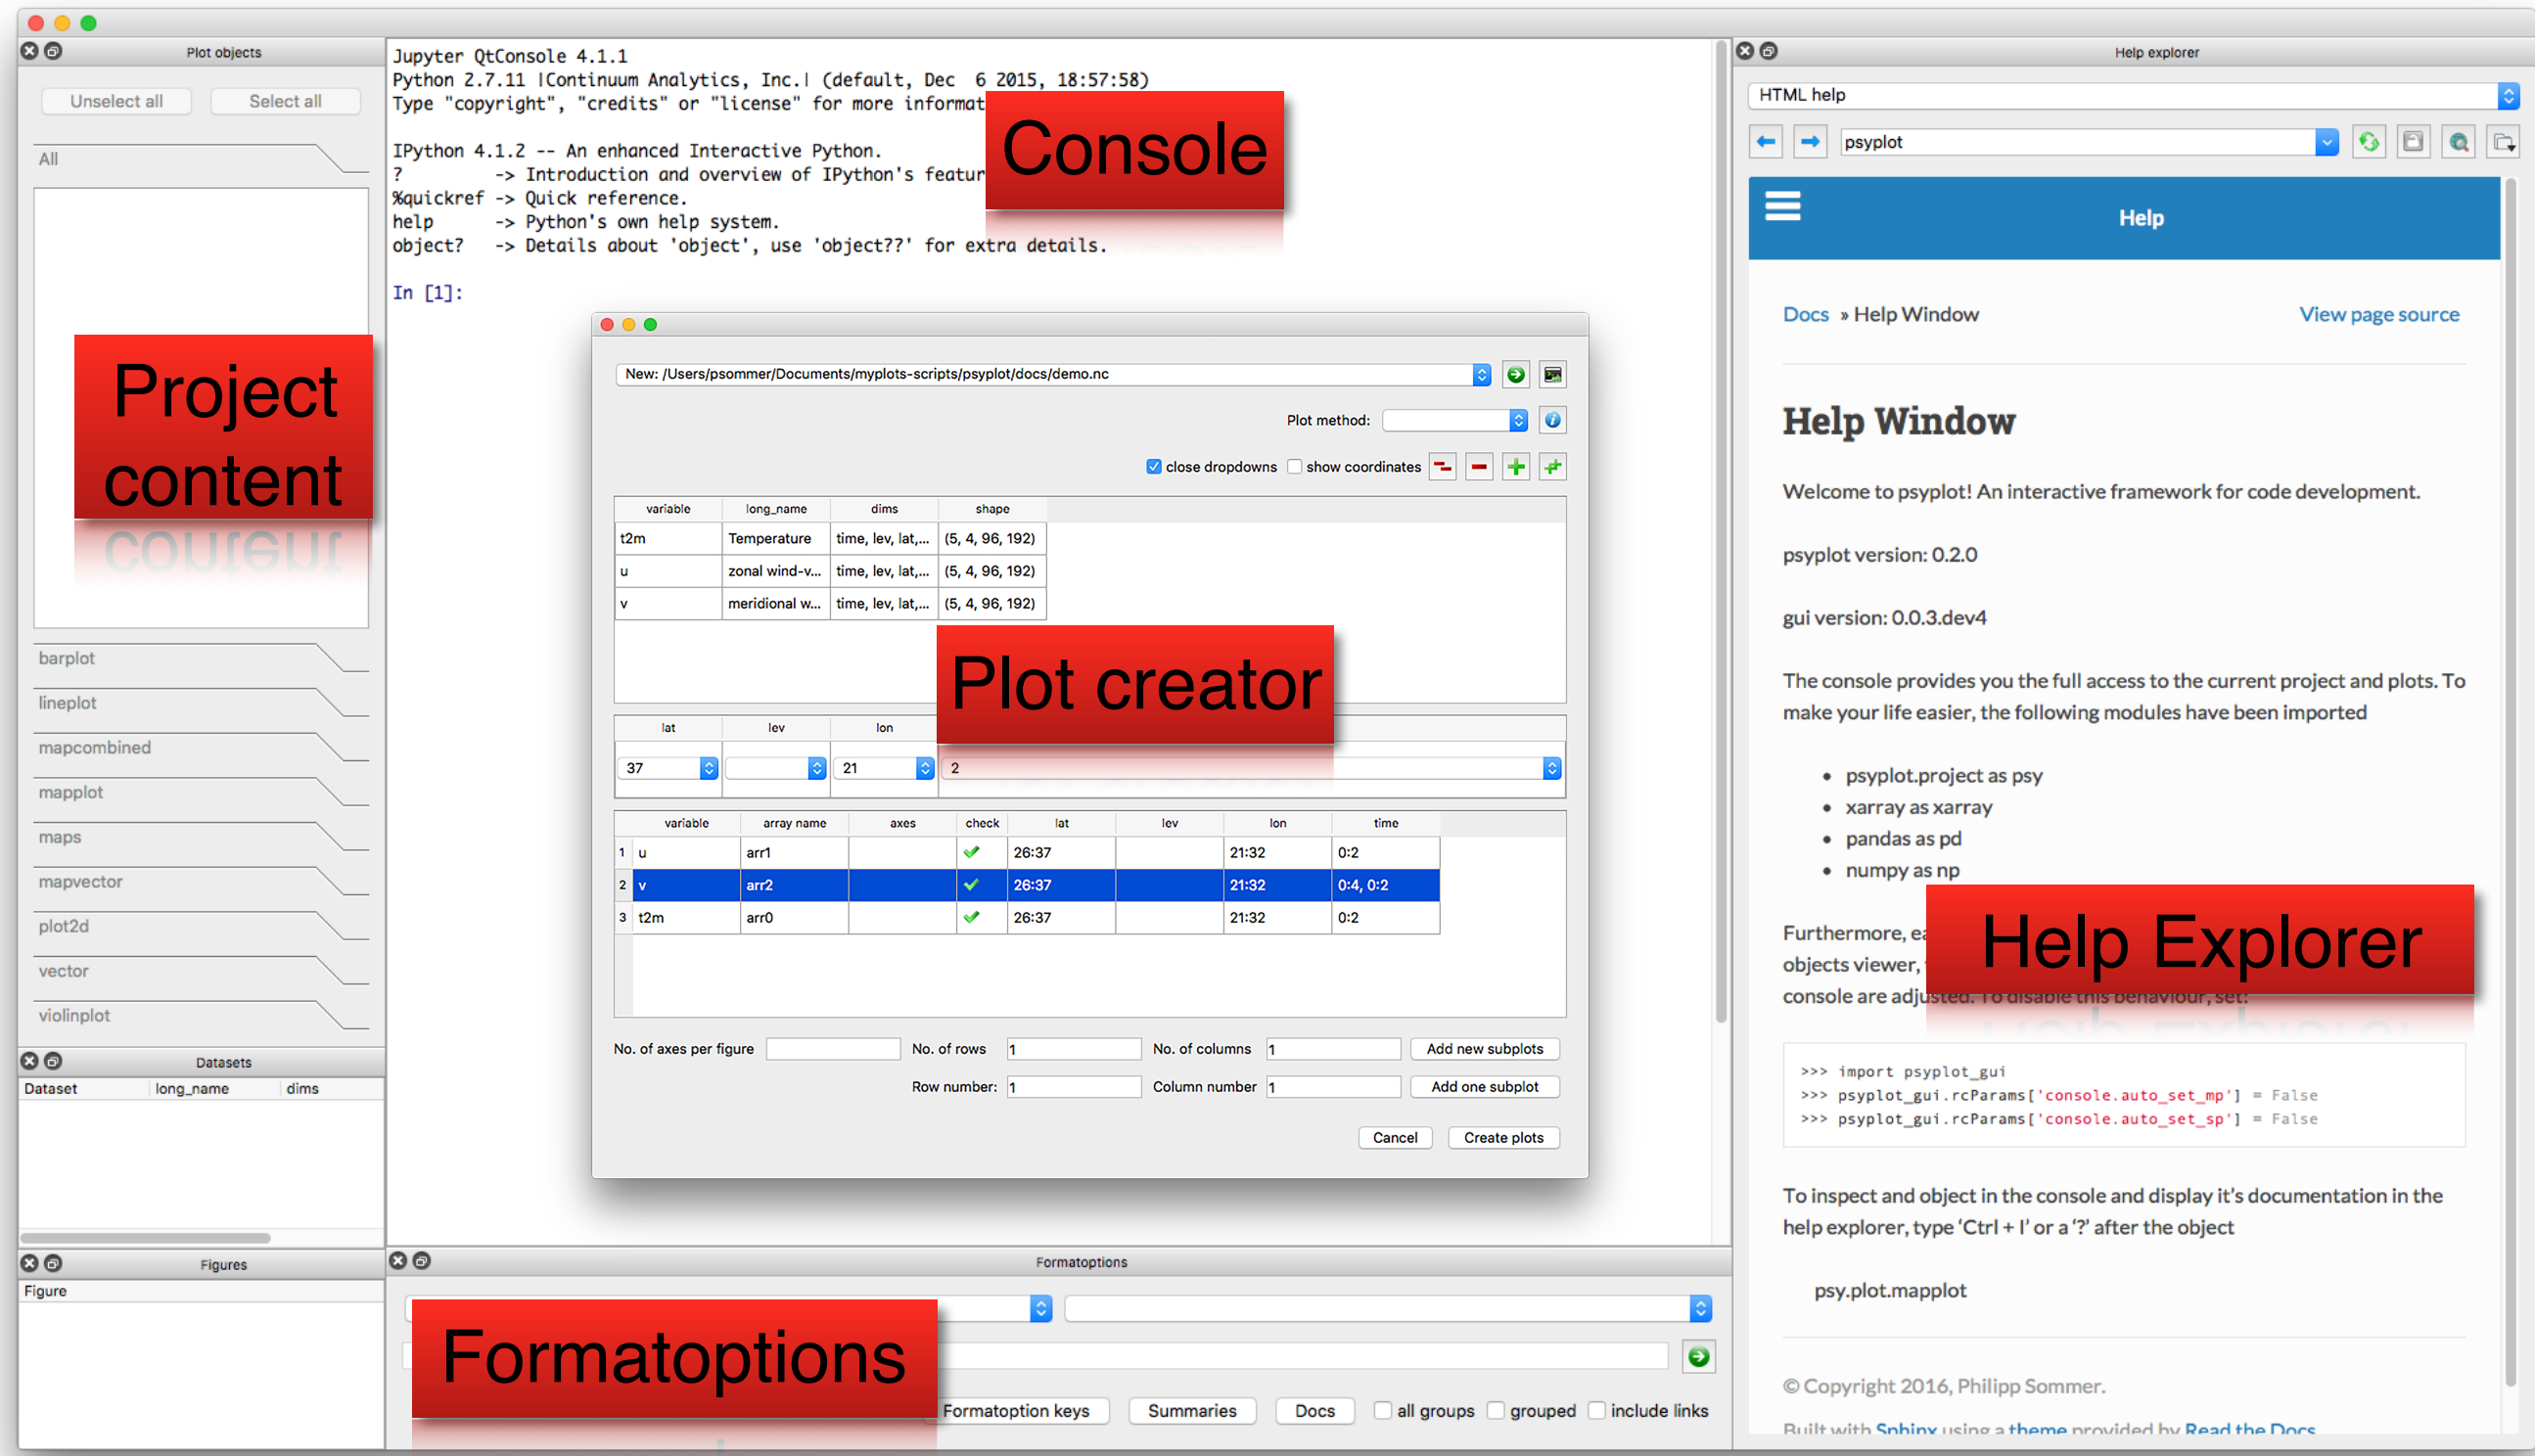 Plot objects
Unselect all
Select all
All
Project
content
barplot
lineplot
mapcombined
mapplot
maps
mapvector
plot2d
vector
violinplot
Datasets
Dataset long_name dims
Figures
Figure
Jupyter QtConsole 4.1.1
Python 2.7.11 |Continuum Analytics, Inc.| (default, Dec  6 2015, 18:57:58)
Type "copyright", "credits" or "license" for more
IPython 4.1.2 -- An enhanced Interactive Python.
?         -> Introduction and overview of IPython's
%quickref -> Quick reference.
help      -> Python's own help system.
object?   -> Details about 'object', use 'object??' for extra details.
In [1]:
Console
New: /Users/psommer/Documents/myplots-scripts/psyplot/docs/demo.nc
Plot method:
close dropdowns show coordinates
variable long_name dims shape
t2m Temperature time, lev, lat,... (5, 4, 96, 192)
u zonal wind-v... time, lev, lat,... (5, 4, 96, 192)
v meridional w... time, lev, lat,... (5, 4, 96, 192)
Plot creator
lat lev lon
37 21 2
variable array name axes check lat lev lon time
1 u arr1 26:37 21:32 0:2
2 v arr2 26:37 21:32 0:4, 0:2
3 t2m arr0 26:37 21:32 0:2
No. of axes per figure No. of rows 1 No. of columns 1 Add new subplots
Row number: 1 Column number 1 Add one subplot
Cancel Create plots
Formatoptions
Formatoptions
Formatoption keys Summaries Docs all groups grouped include links
Help explorer
HTML help
psyplot
Help
Docs » Help Window View page source
Help Window
Welcome to psyplot! An interactive framework for code development.
psyplot version: 0.2.0
gui version: 0.0.3.dev4
The console provides you the full access to the current project and plots. To
make your life easier, the following modules have been imported
• psyplot.project as psy
• xarray as xarray
• pandas as pd
• numpy as np
Furthermore,
objects viewer,
console are adjusted. To disable this behaviour, set:
Help Explorer
>>> import psyplot_gui
>>> psyplot_gui.rcParams['console.auto_set_mp'] = False
>>> psyplot_gui.rcParams['console.auto_set_sp'] = False
To inspect and object in the console and display it's documentation in the
help explorer, type 'Ctrl + I' or a '?' after the object
psy.plot.mapplot
© Copyright 2016, Philipp Sommer.
Built with Sphinx using a theme provided by Read the Docs